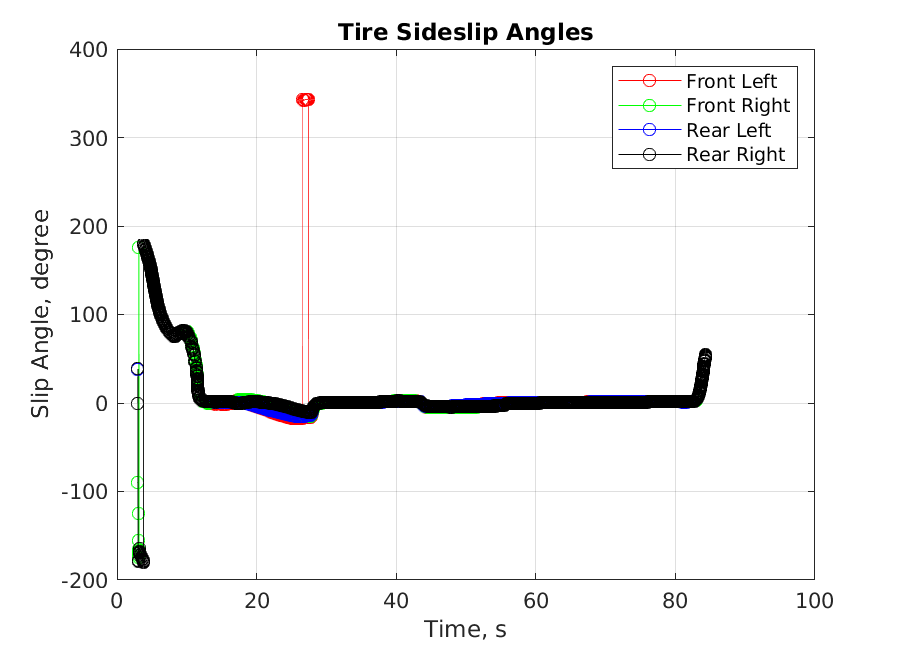 Tire Sideslip Angles
400
300
200
100
0
-100
-200
Slip Angle, degree
Front Left
Front Right
Rear Left
Rear Right
0
20
40
60
80
100
Time, s